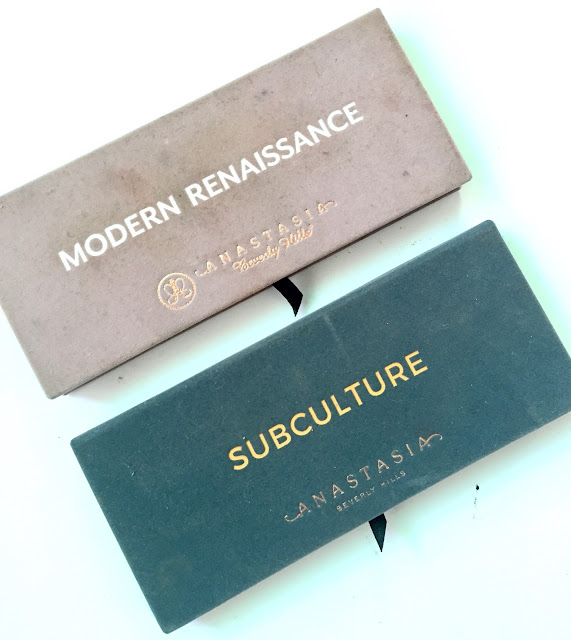 MODERN RENAISSANCE
ANASTASIA
Beverly Hills
SUBCULTURE
ANASTASIA
BEVERLY HILLS